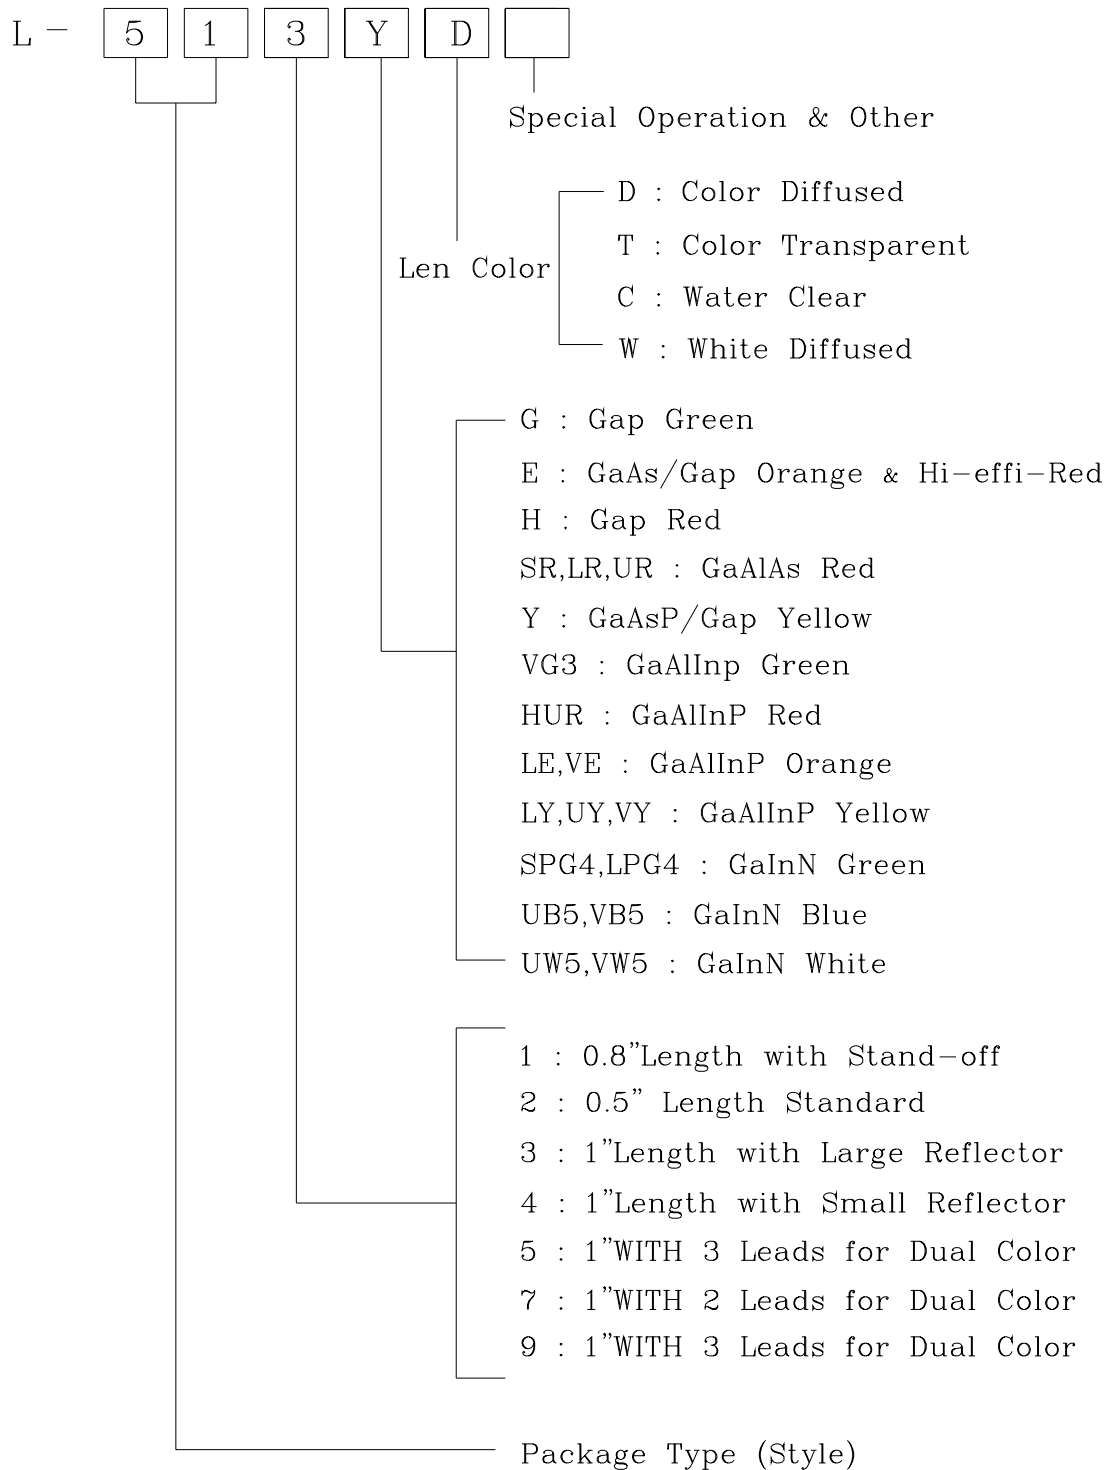 L- 5 1 3 Y D
Special Operation & Other
D : Color Diffused
T : Color Transparent
Len Color
C : Water Clear
W : White Diffused
G : Gap Green
E : GaAs/Gap Orange & Hi-effi-Red
H : Gap Red
SR,LR,UR : GaAlAs Red
Y : GaAsP/Gap Yellow
VG3 : GaAlInp Green
HUR : GaAlInP Red
LE,VE : GaAlInP Orange
LY,UY,VY : GaAlInP Yellow
SPG4,LPG4 : GaInN Green
UB5,VB5 : GaInN Blue
UW5,VW5 : GaInN White
1 : 0.8"Length with Stand-off
2 : 0.5" Length Standard
3 : 1"Length with Large Reflector
4 : 1"Length with Small Reflector
5 : 1"WITH 3 Leads for Dual Color
7 : 1"WITH 2 Leads for Dual Color
9 : 1"WITH 3 Leads for Dual Color
Package Type (Style)